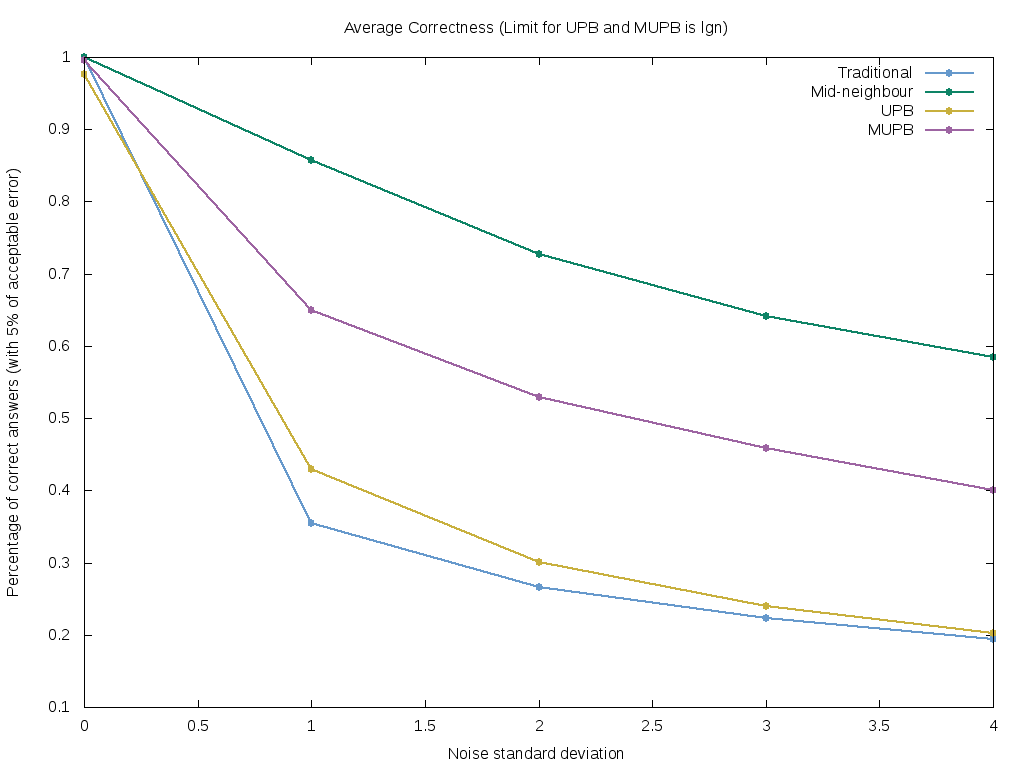 Average Correctness (Limit for UPB and MUPB is lgn)
Percentage of correct answers (with 5% of acceptable error)
1
0.9
0.8
0.7
0.6
0.5
0.4
0.3
0.2
0.1
Traditional
Mid-neighbour
UPB
MUPB
0 0.5 1 1.5 2 2.5 3 3.5 4
Noise standard deviation